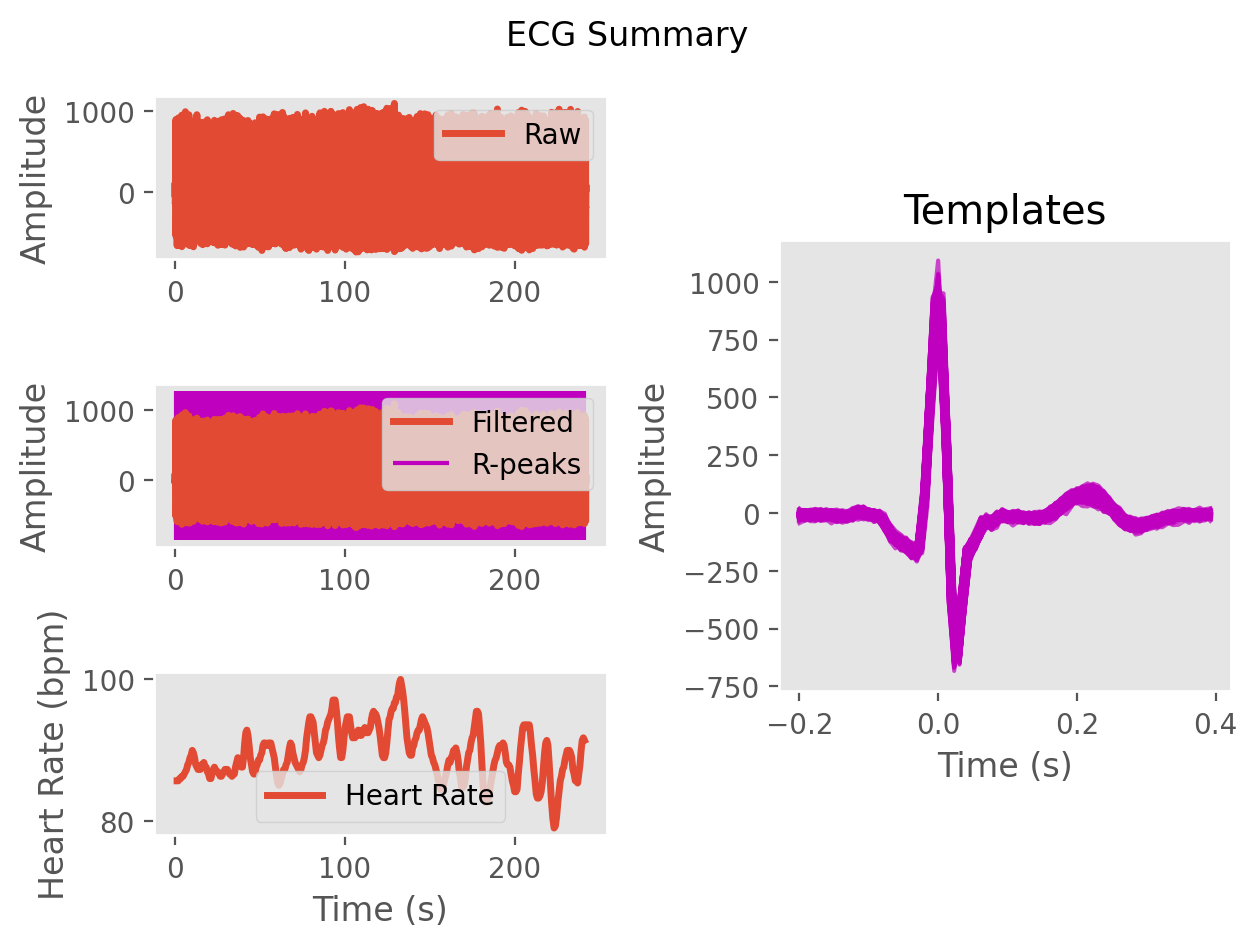 ECG Summary
Amplitude
1000
0
Raw
0 100 200
Amplitude
1000
0
Filtered
R-peaks
0 100 200
Heart Rate (bpm)
100
80
Heart Rate
0 100 200
Time (s)
Templates
Amplitude
1000
750
500
250
0
−250
−500
−750
−0.2 0.0 0.2 0.4
Time (s)